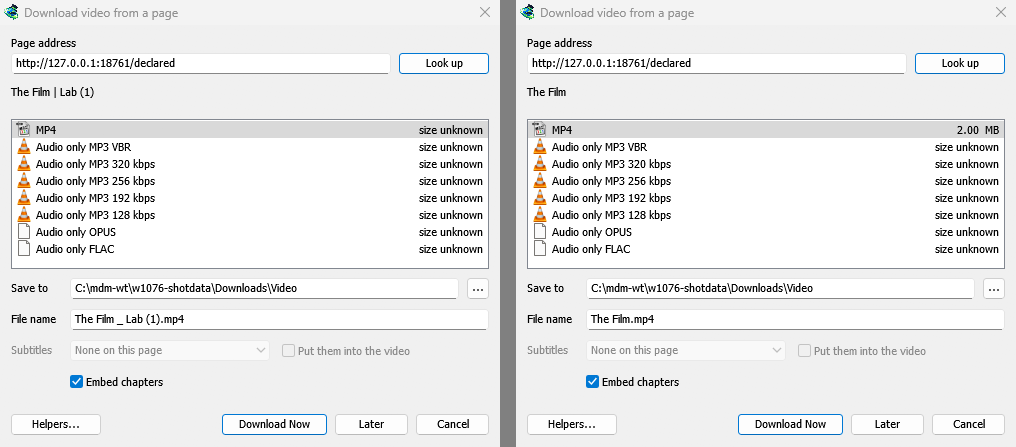 Download video from a page
Page address
http://127.0.0.1:18761/declared
Look up
The Film | Lab (1)
MP4 size unknown
Audio only MP3 VBR size unknown
Audio only MP3 320 kbps size unknown
Audio only MP3 256 kbps size unknown
Audio only MP3 192 kbps size unknown
Audio only MP3 128 kbps size unknown
Audio only OPUS size unknown
Audio only FLAC size unknown
Save to C:\mdm-wt\w1076-shotdata\Downloads\Video ...
File name The Film _ Lab (1).mp4
Subtitles None on this page Put them into the video
Embed chapters
Helpers... Download Now Later Cancel
Download video from a page
Page address
http://127.0.0.1:18761/declared
Look up
The Film
MP4 2.00 MB
Audio only MP3 VBR size unknown
Audio only MP3 320 kbps size unknown
Audio only MP3 256 kbps size unknown
Audio only MP3 192 kbps size unknown
Audio only MP3 128 kbps size unknown
Audio only OPUS size unknown
Audio only FLAC size unknown
Save to C:\mdm-wt\w1076-shotdata\Downloads\Video ...
File name The Film.mp4
Subtitles None on this page Put them into the video
Embed chapters
Helpers... Download Now Later Cancel